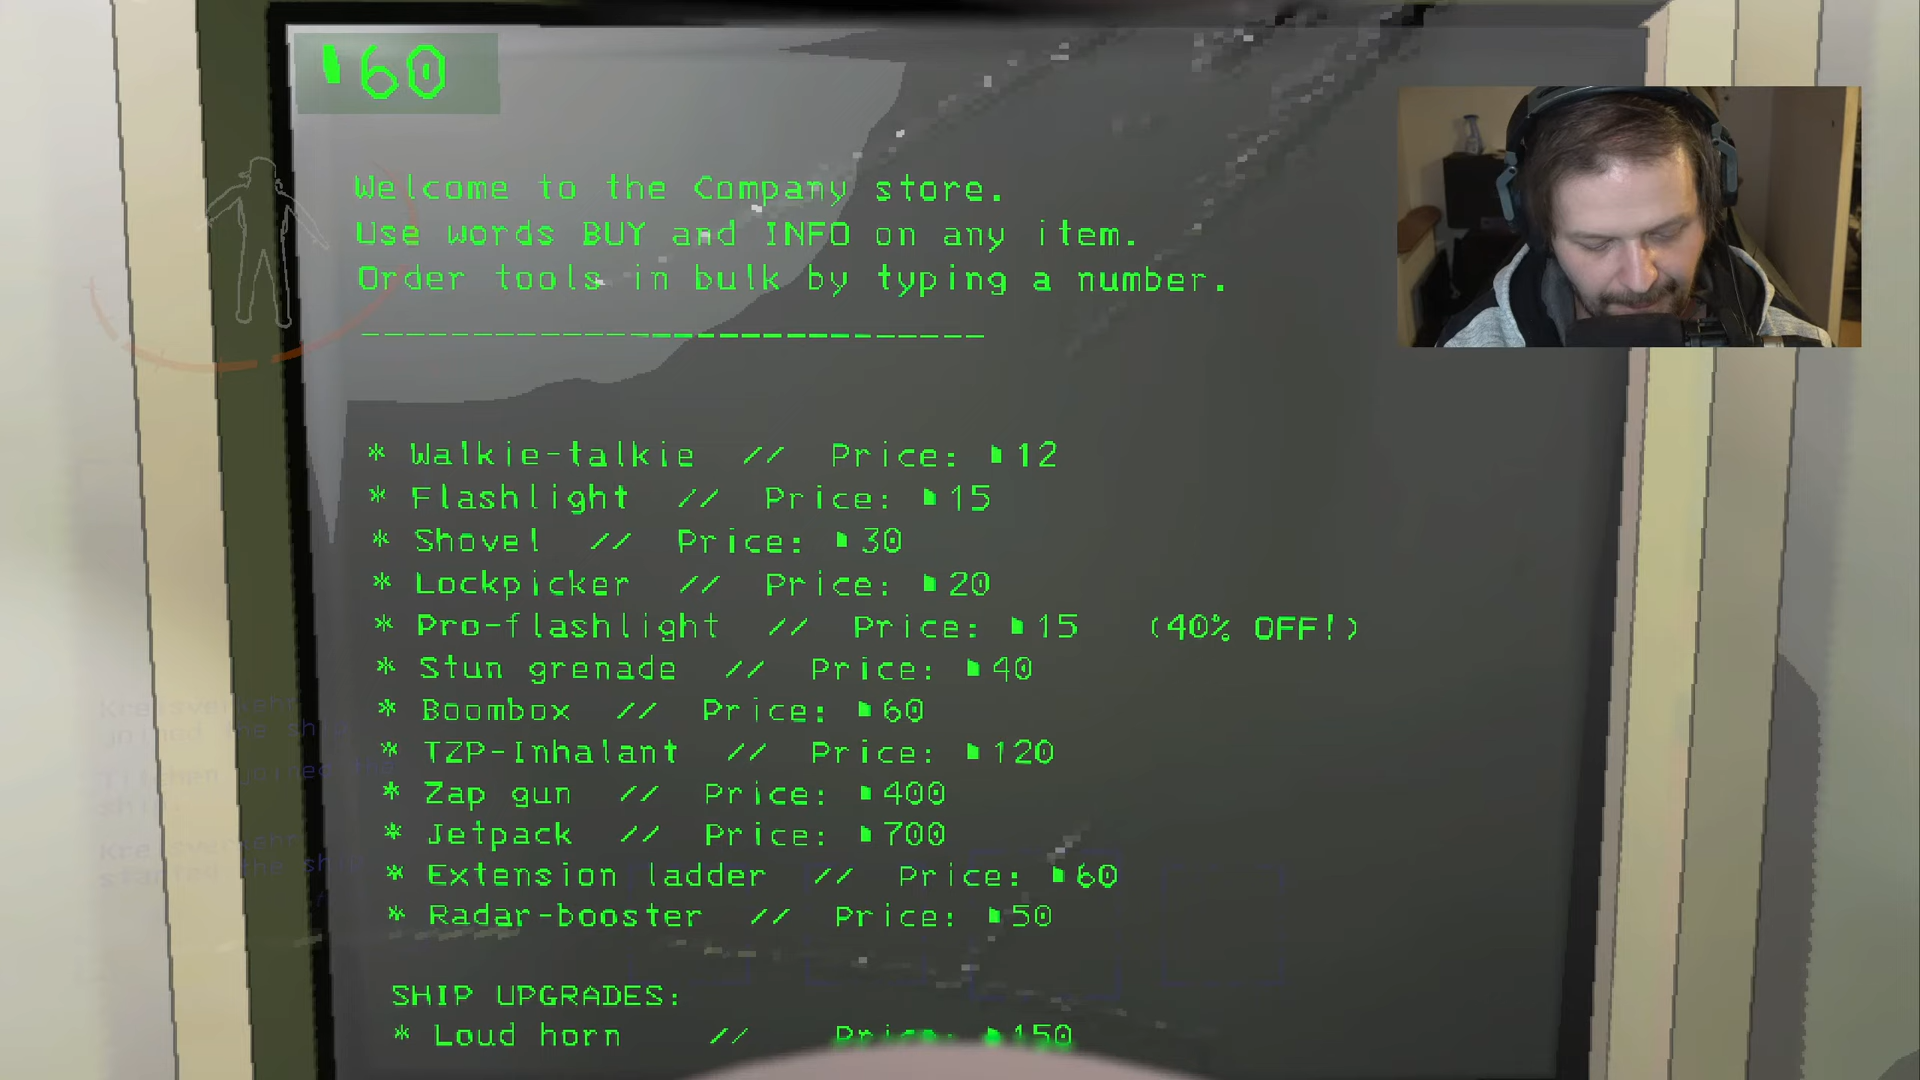 60
Welcome to the Company store.
Use words BUY and INFO on any item.
Order tools in bulk by typing a number.
* Walkie-talkie // Price: 12
* Flashlight // Price: 15
* Shovel // Price: 30
* Lockpicker // Price: 20
* Pro-flashlight // Price: 15 (40% OFF!)
* Stun grenade // Price: 40
* Boombox // Price: 60
* TZP-Inhalant // Price: 120
* Zap gun // Price: 400
* Jetpack // Price: 700
* Extension ladder // Price: 60
* Radar-booster // Price: 50
SHIP UPGRADES:
* Loud horn // Price: 150